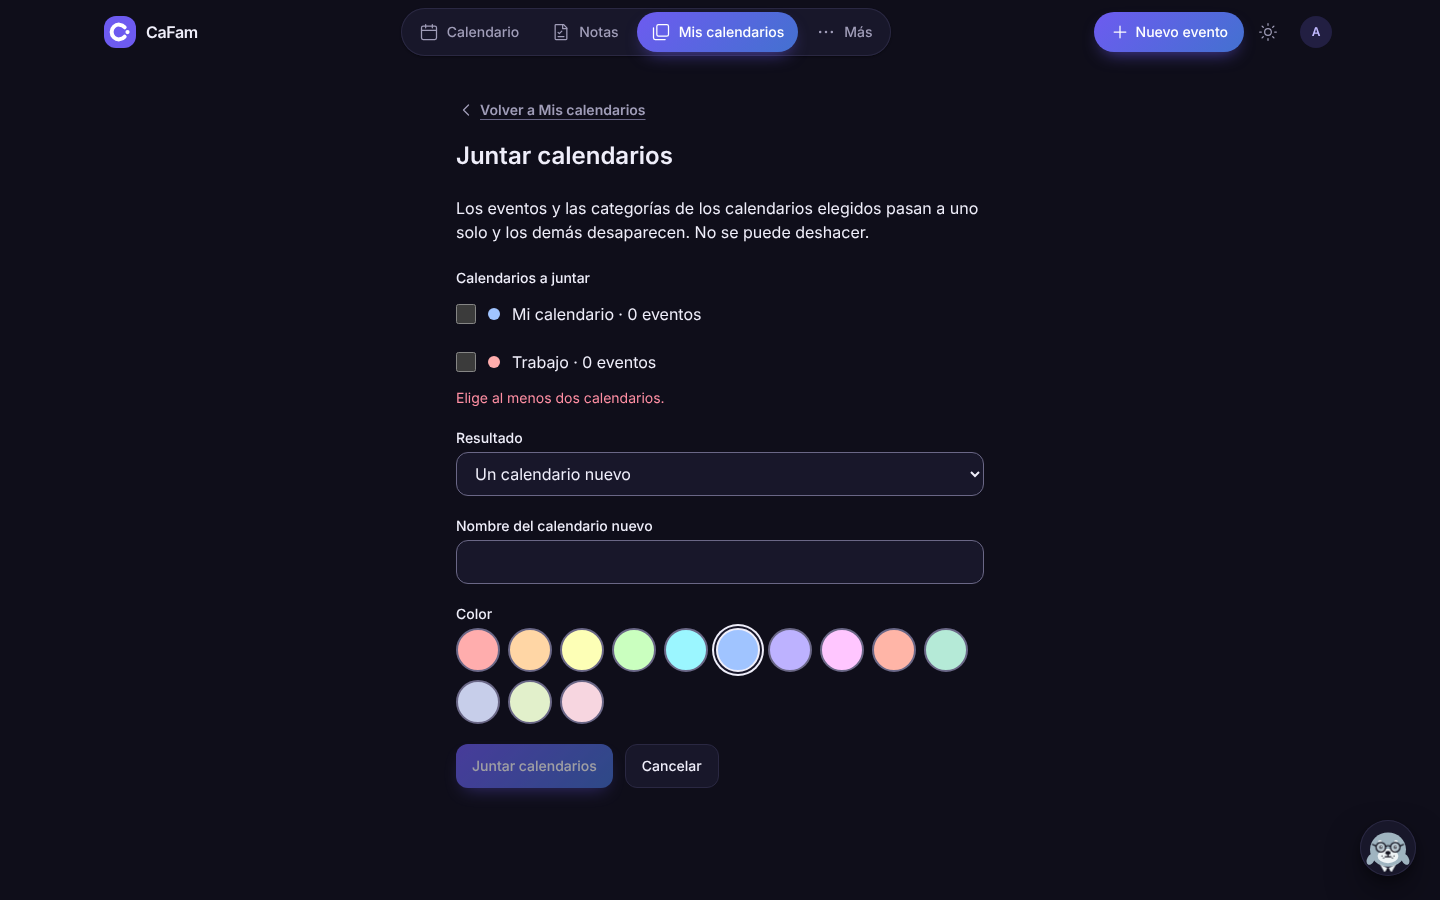 CaFam
Calendario
Notas
Mis calendarios
Más
Nuevo evento
A
Volver a Mis calendarios
Juntar calendarios
Los eventos y las categorías de los calendarios elegidos pasan a uno
solo y los demás desaparecen. No se puede deshacer.
Calendarios a juntar
Mi calendario · 0 eventos
Trabajo · 0 eventos
Elige al menos dos calendarios.
Resultado
Un calendario nuevo
Nombre del calendario nuevo
Color
Juntar calendarios
Cancelar